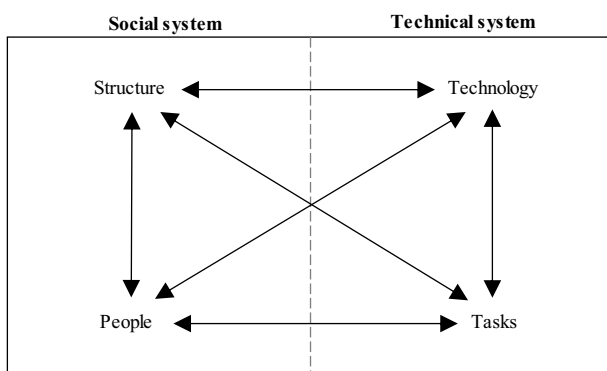 Social system
Technical system
Structure
Technology
People
Tasks